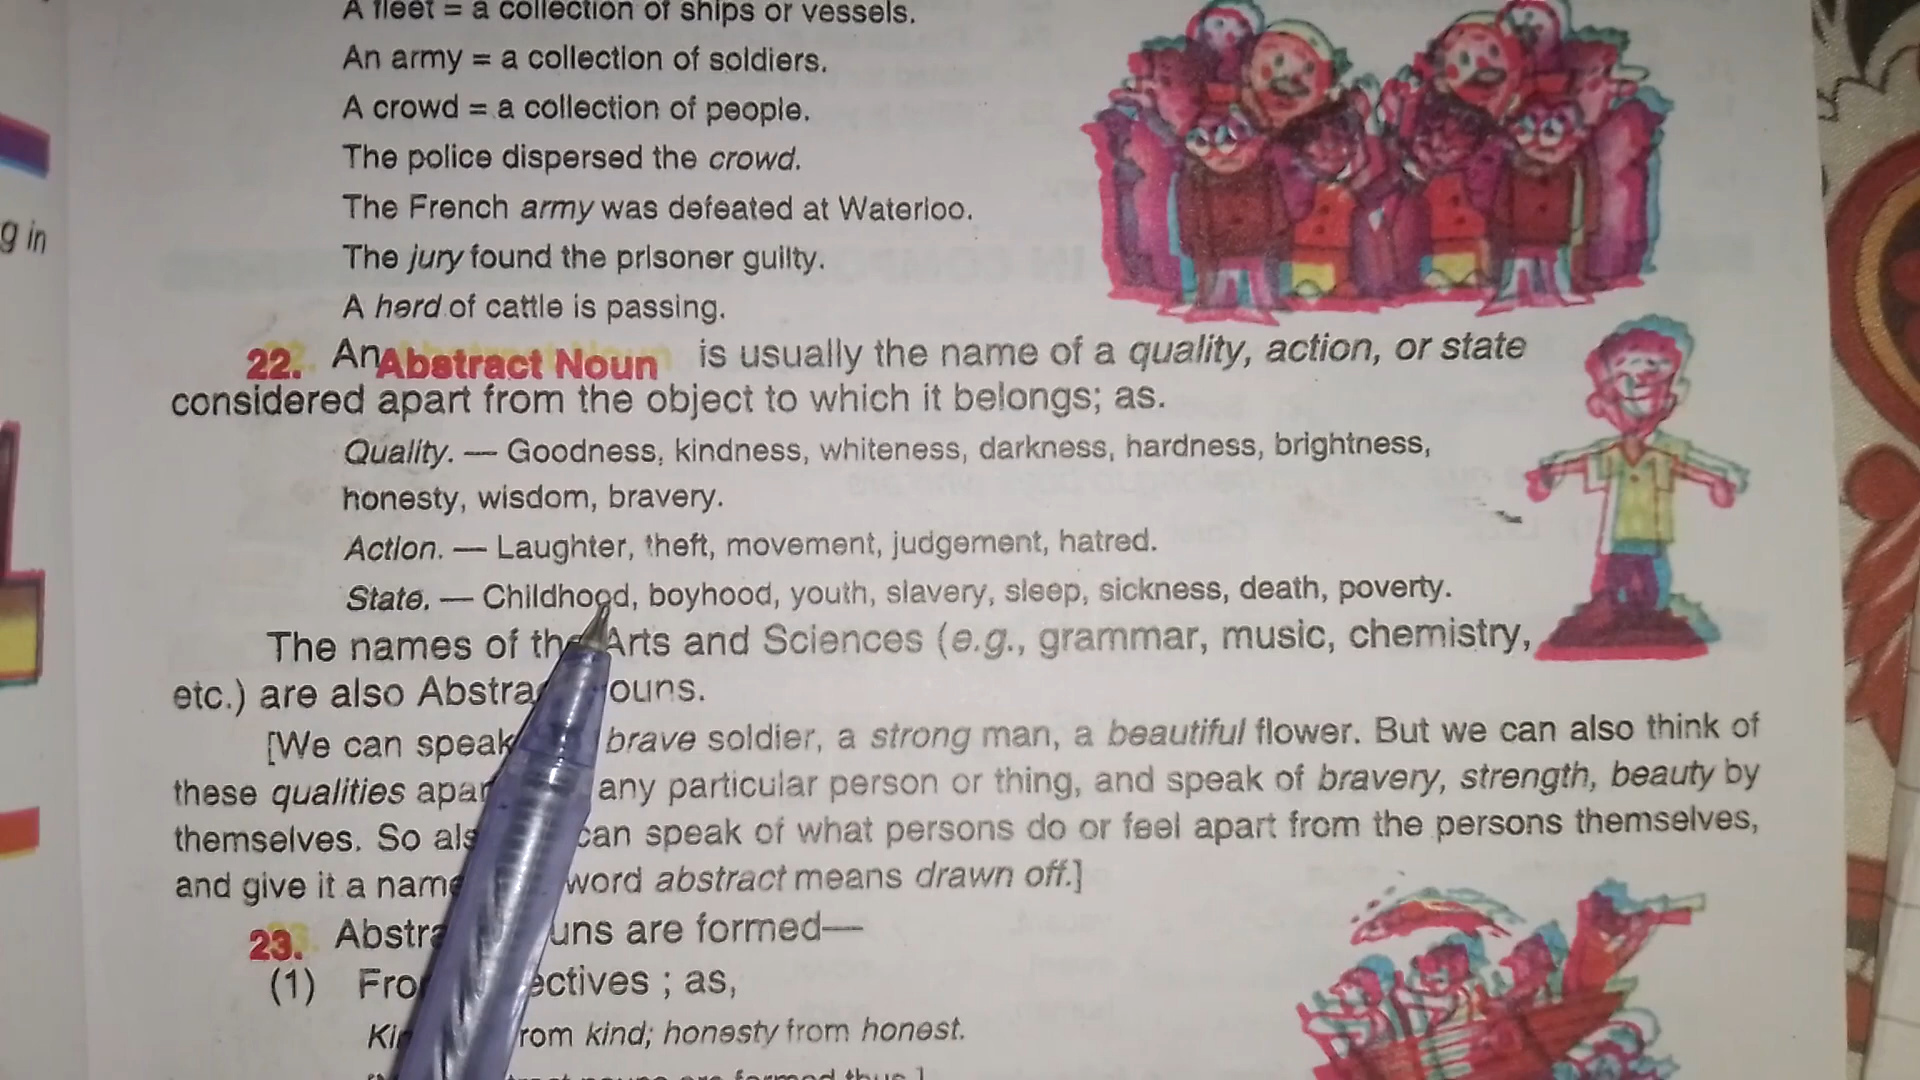 A fleet = a collection of ships or vessels.
An army = a collection of soldiers.
A crowd = a collection of people.
The police dispersed the crowd.
The French army was defeated at Waterloo.
g in
The jury found the prisoner guilty.
A herd of cattle is passing.
22. An Abstract Noun is usually the name of a quality, action, or state
considered apart from the object to which it belongs; as.
Quality. — Goodness, kindness, whiteness, darkness, hardness, brightness,
honesty, wisdom, bravery.
Action. — Laughter, theft, movement, judgement, hatred.
State. — Childhood, boyhood, youth, slavery, sleep, sickness, death, poverty.
The names of the Arts and Sciences (e.g., grammar, music, chemistry,
etc.) are also Abstra ouns.
[We can speak brave soldier, a strong man, a beautiful flower. But we can also think of
these qualities apar any particular person or thing, and speak of bravery, strength, beauty by
themselves. So als can speak of what persons do or feel apart from the persons themselves,
and give it a name word abstract means drawn off.]
23. Abstra uns are formed—
(1) Fro ectives ; as,
Ki rom kind; honesty from honest.